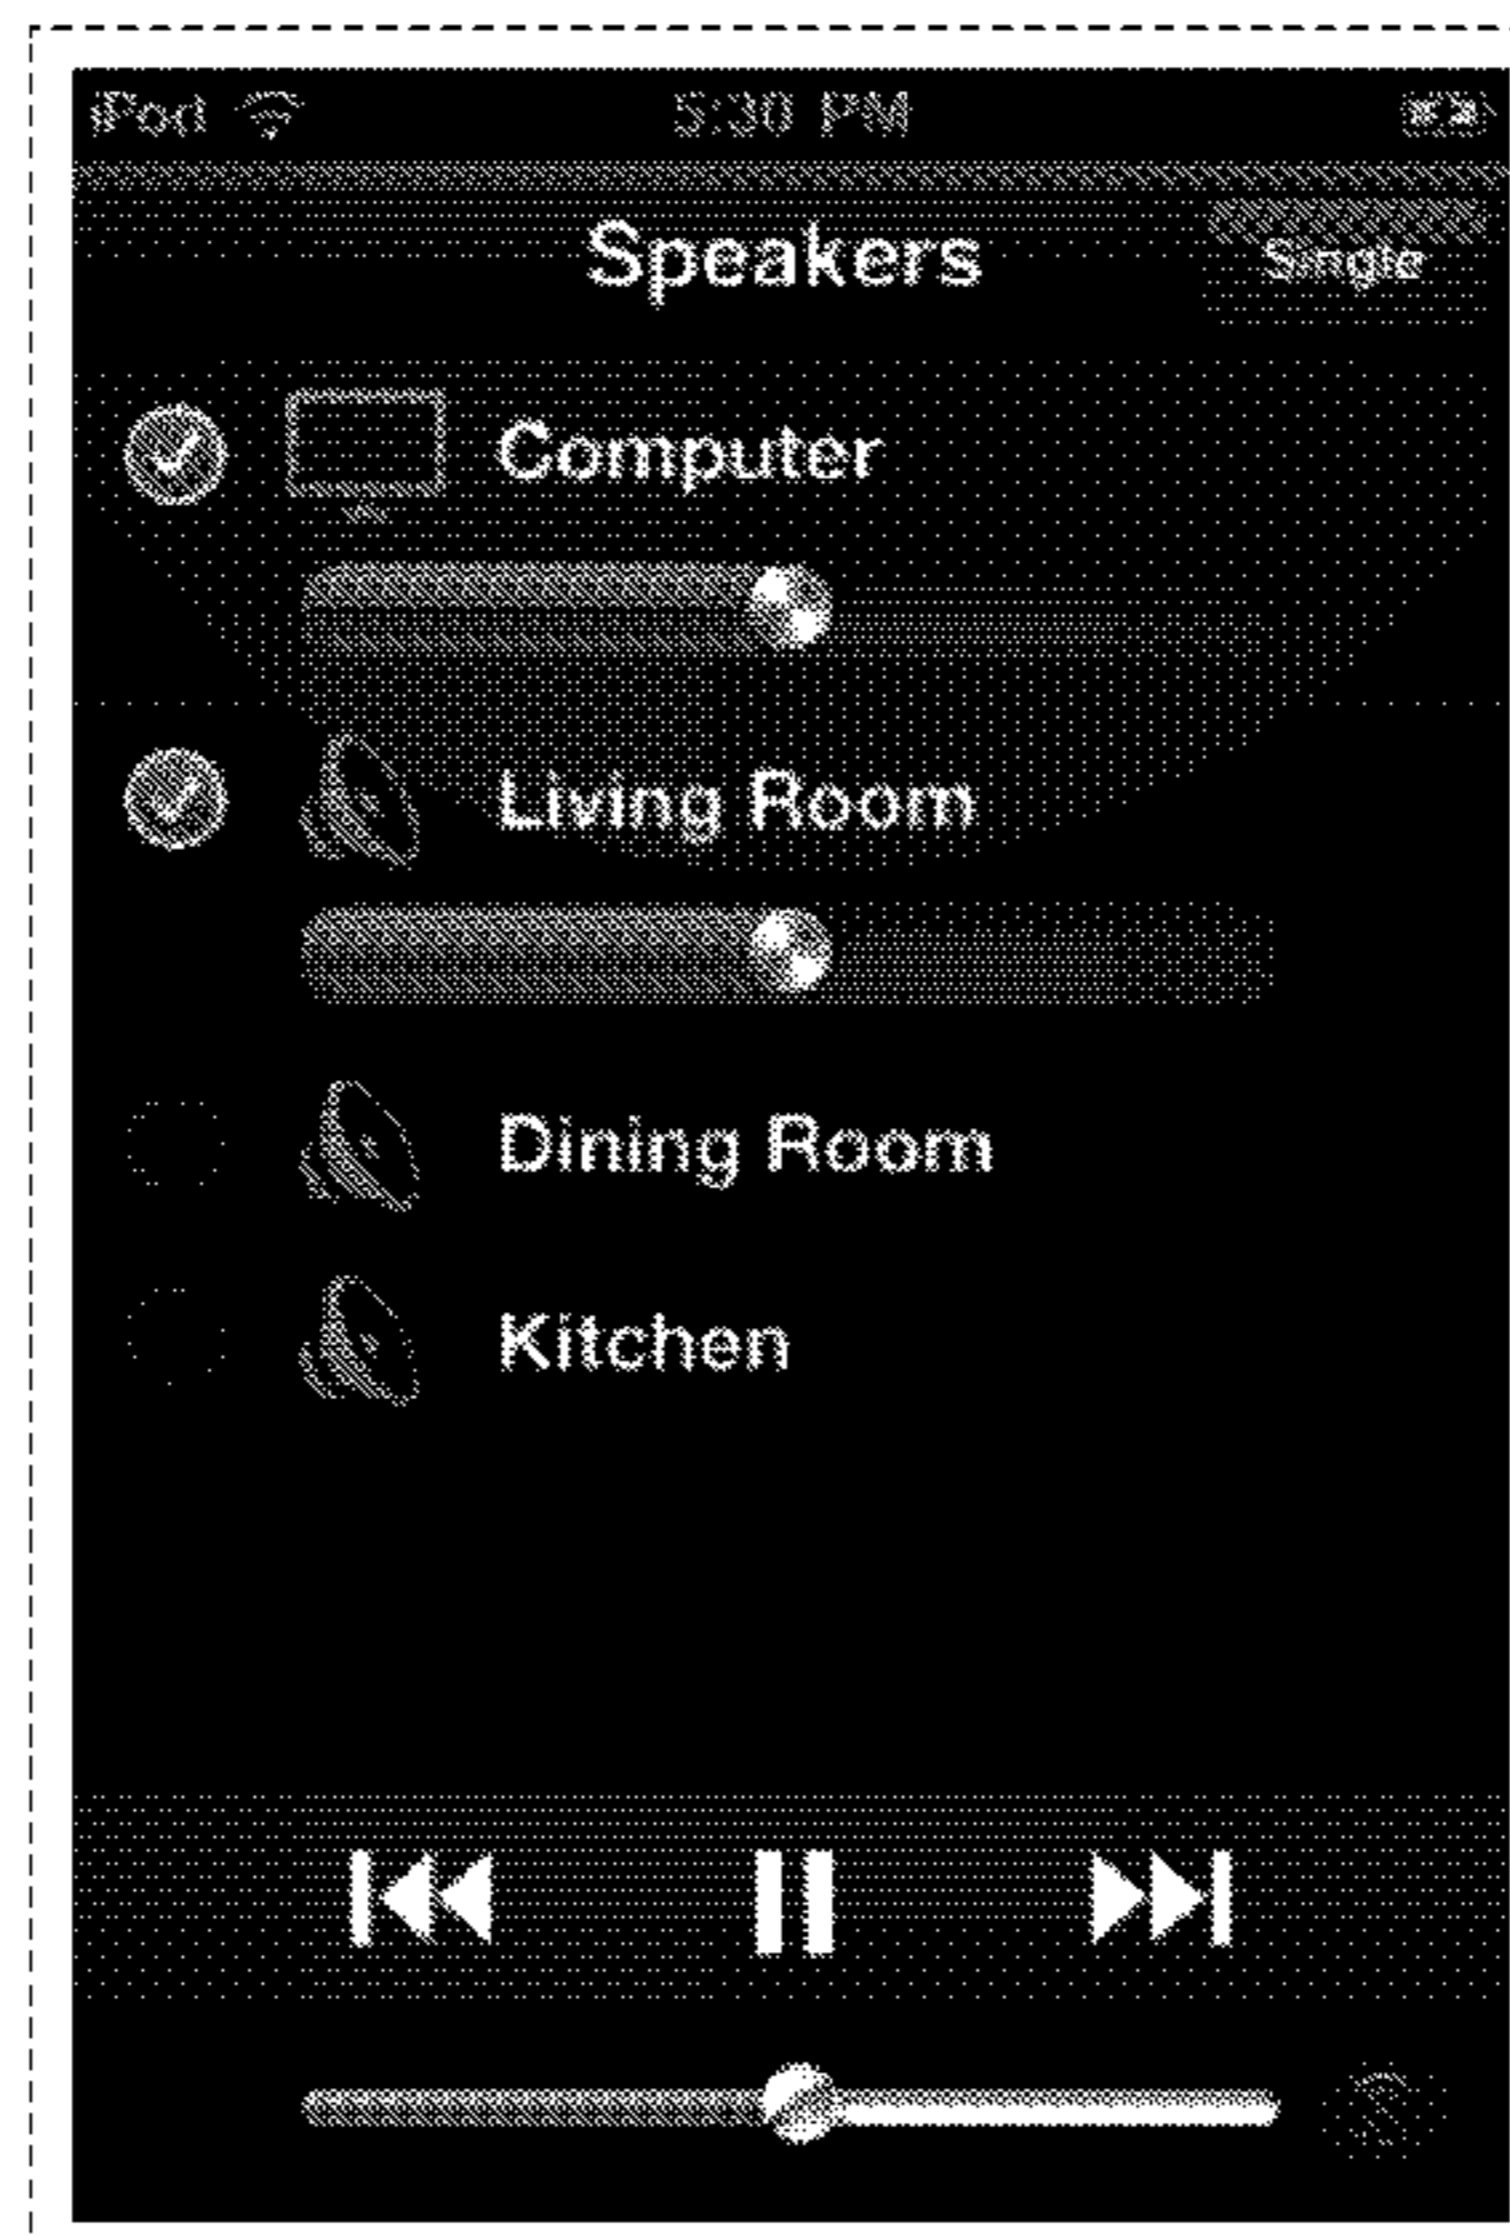 iPod 5:30 PM
Speakers Single
Computer
Living Room
Dining Room
Kitchen